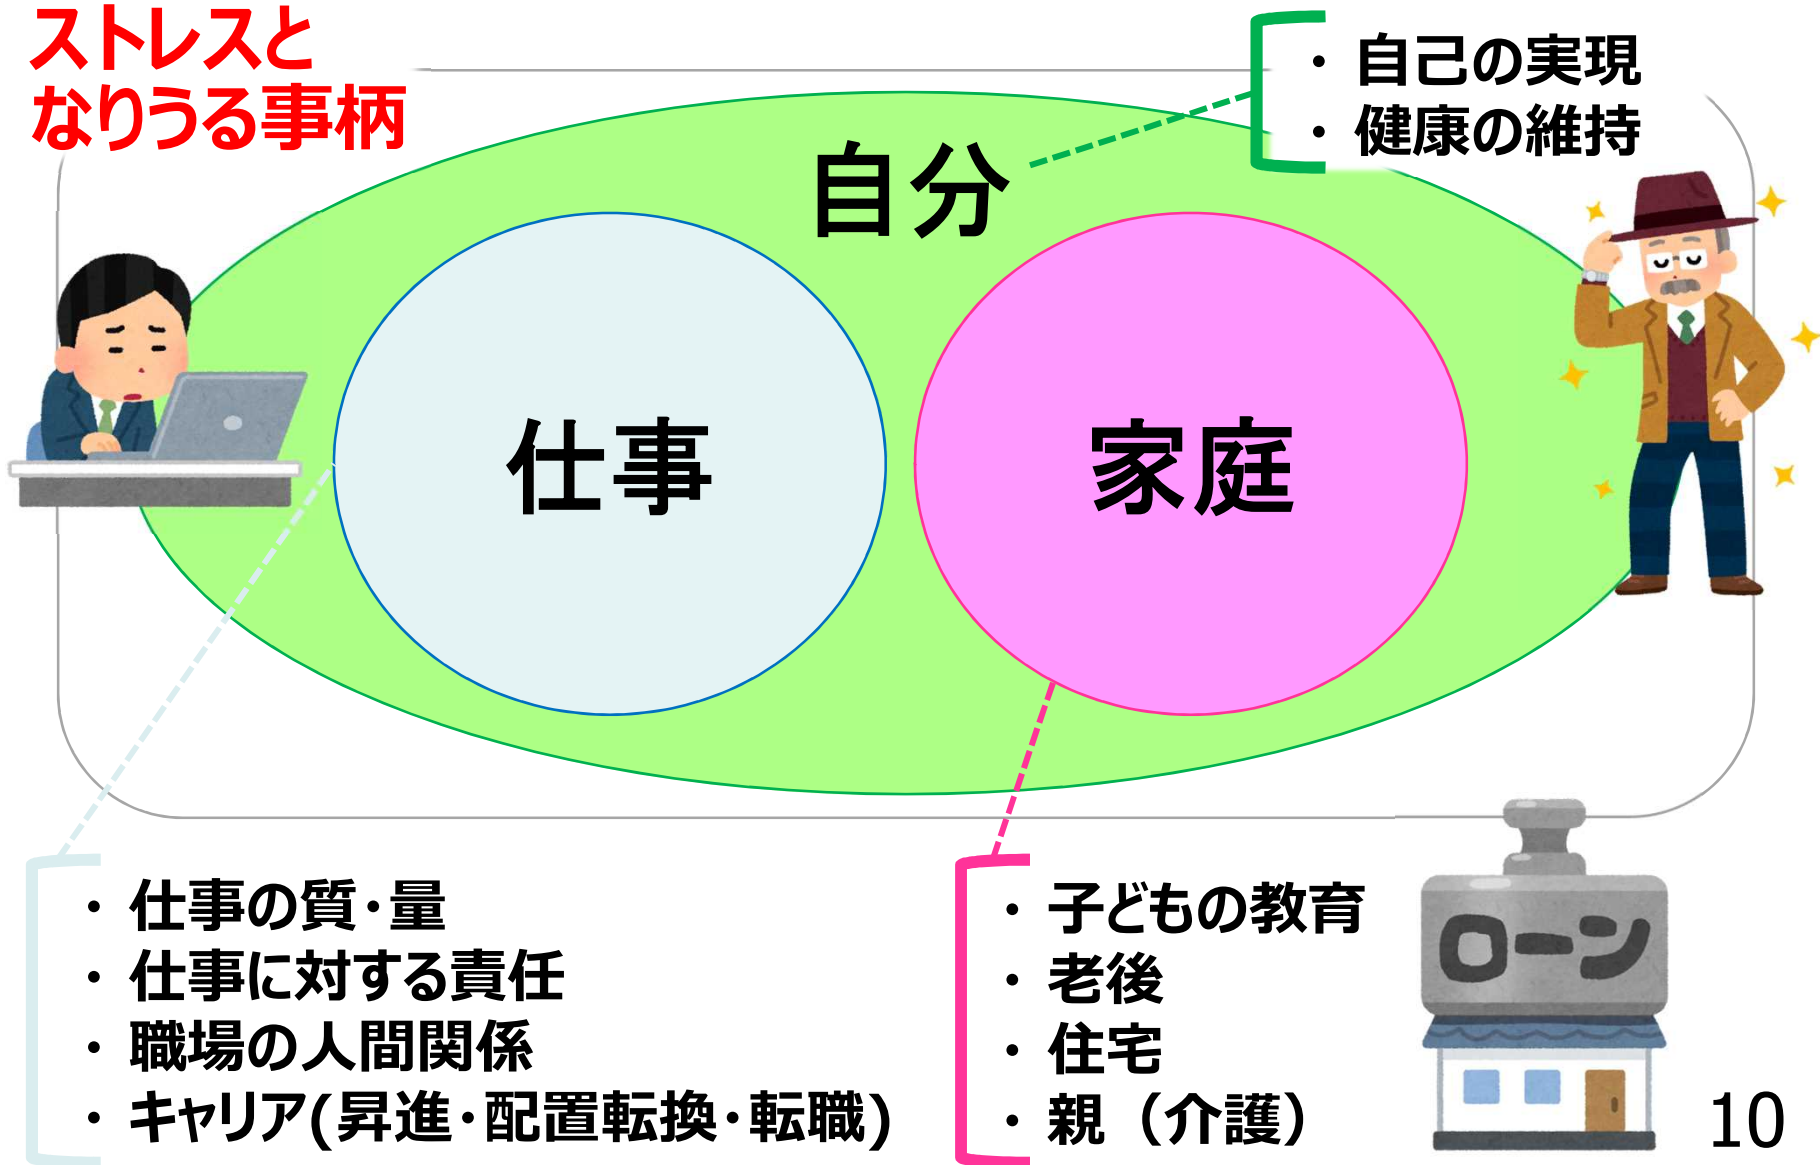 ストレスと
なりうる事柄
・ 自己の実現
・ 健康の維持
自分
仕事
家庭
・ 仕事の質・量
・ 仕事に対する責任
・ 職場の人間関係
・ キャリア(昇進・配置転換・転職)
・ 子どもの教育
・ 老後
・ 住宅
・ 親（介護）
ローン
10